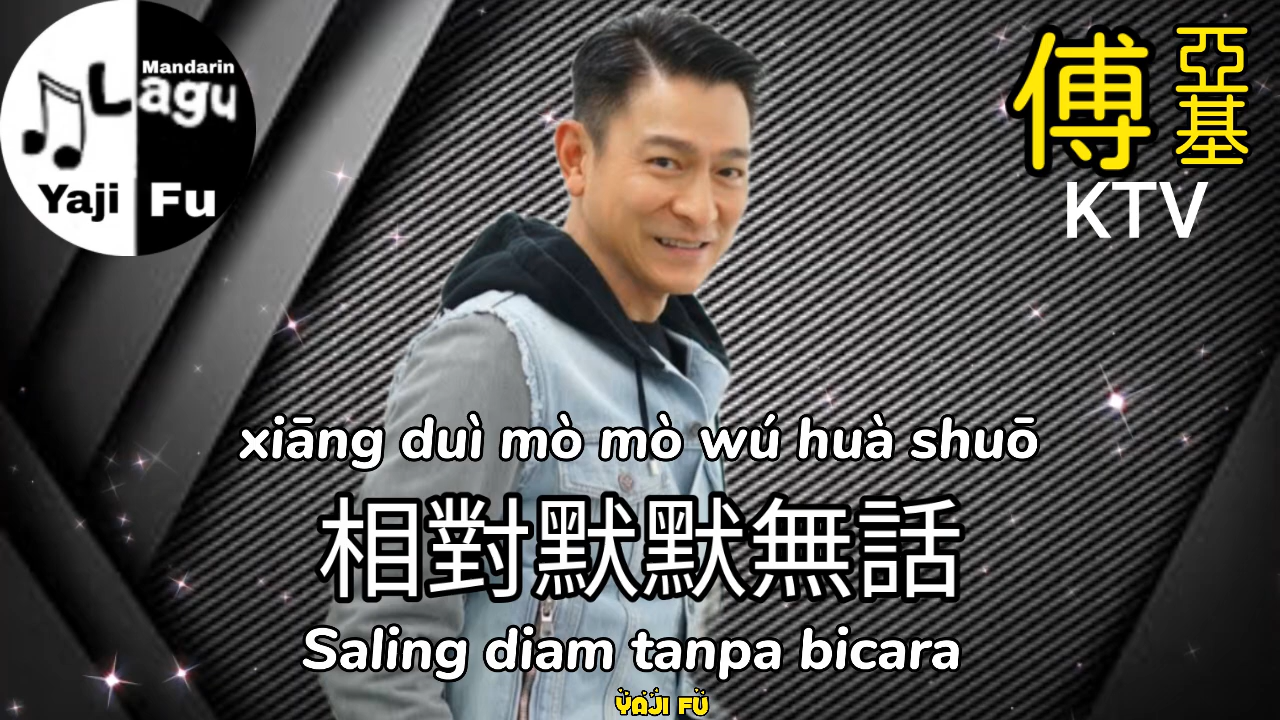 Mandarin
Lagu
Yaji Fu
傅亞基
KTV
xiāng duì mò mò wú huà shuō
相對默默無話
Saling diam tanpa bicara
YAJI FU